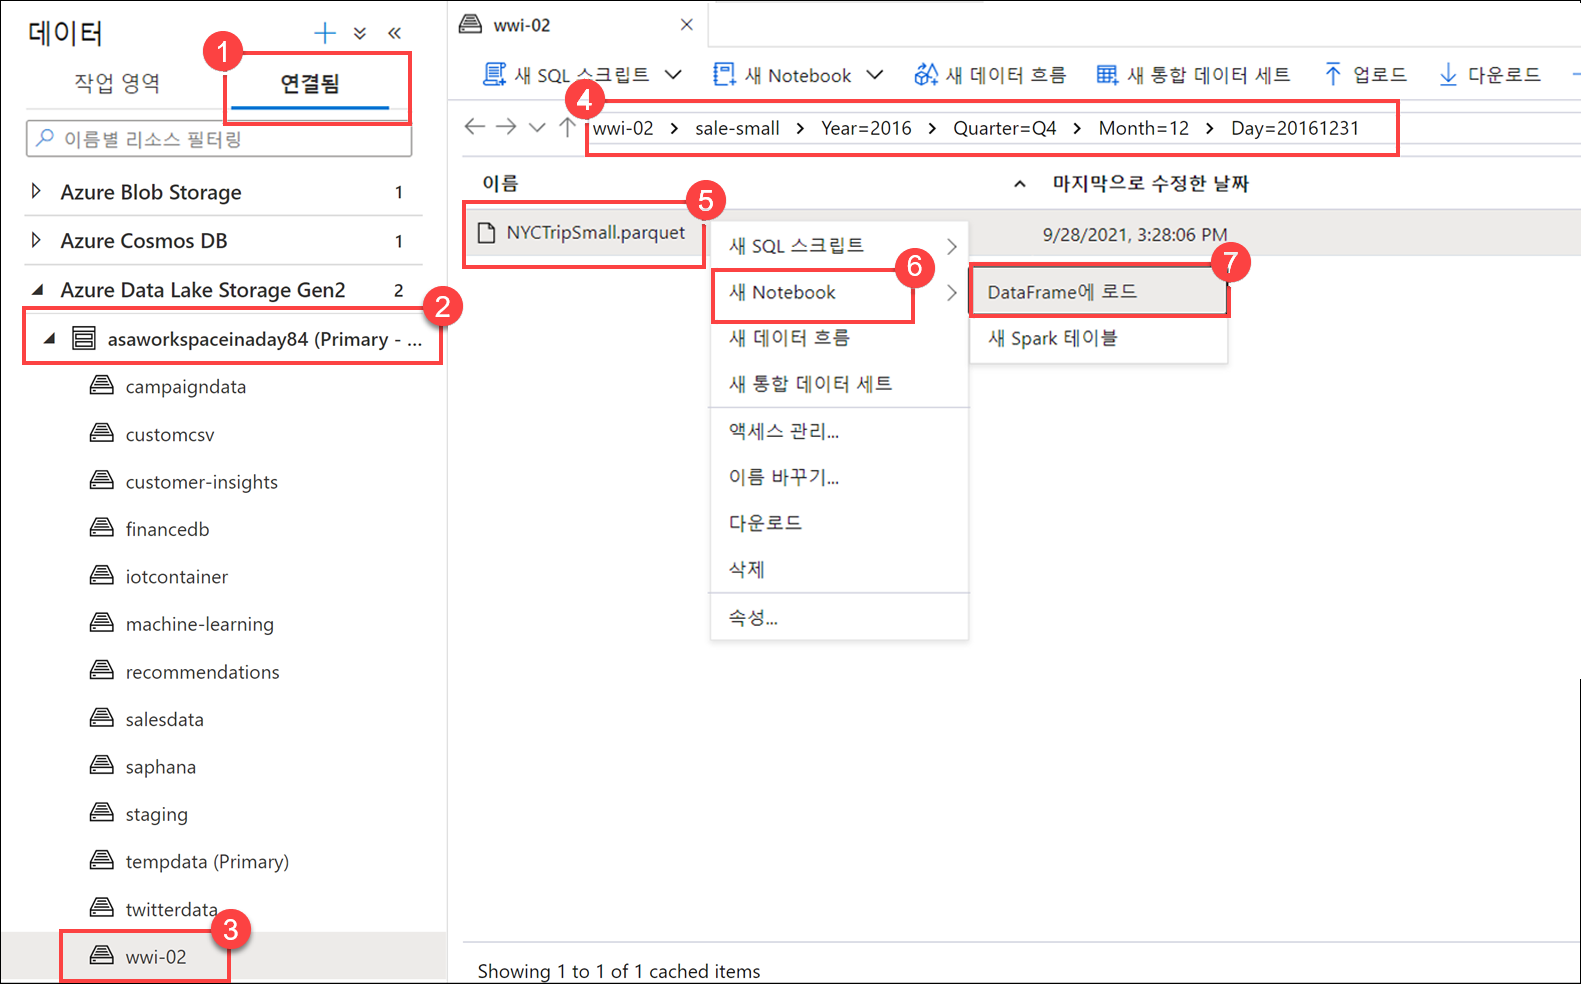 데이터
1
작업 영역
연결됨
이름별 리소스 필터링
Azure Blob Storage 1
Azure Cosmos DB 1
Azure Data Lake Storage Gen2 2
2
asaworkspaceinaday84 (Primary - ...
campaigndata
customcsv
customer-insights
financedb
iotcontainer
machine-learning
recommendations
salesdata
saphana
staging
tempdata (Primary)
twitterdata
3
wwi-02
wwi-02
새 SQL 스크립트
새 Notebook
새 데이터 흐름
새 통합 데이터 세트
업로드
다운로드
4
wwi-02 > sale-small > Year=2016 > Quarter=Q4 > Month=12 > Day=20161231
이름
마지막으로 수정한 날짜
5
NYCTripSmall.parquet
9/28/2021, 3:28:06 PM
새 SQL 스크립트
6
새 Notebook
새 데이터 흐름
새 통합 데이터 세트
액세스 관리...
이름 바꾸기...
다운로드
삭제
속성...
7
DataFrame에 로드
새 Spark 테이블
Showing 1 to 1 of 1 cached items